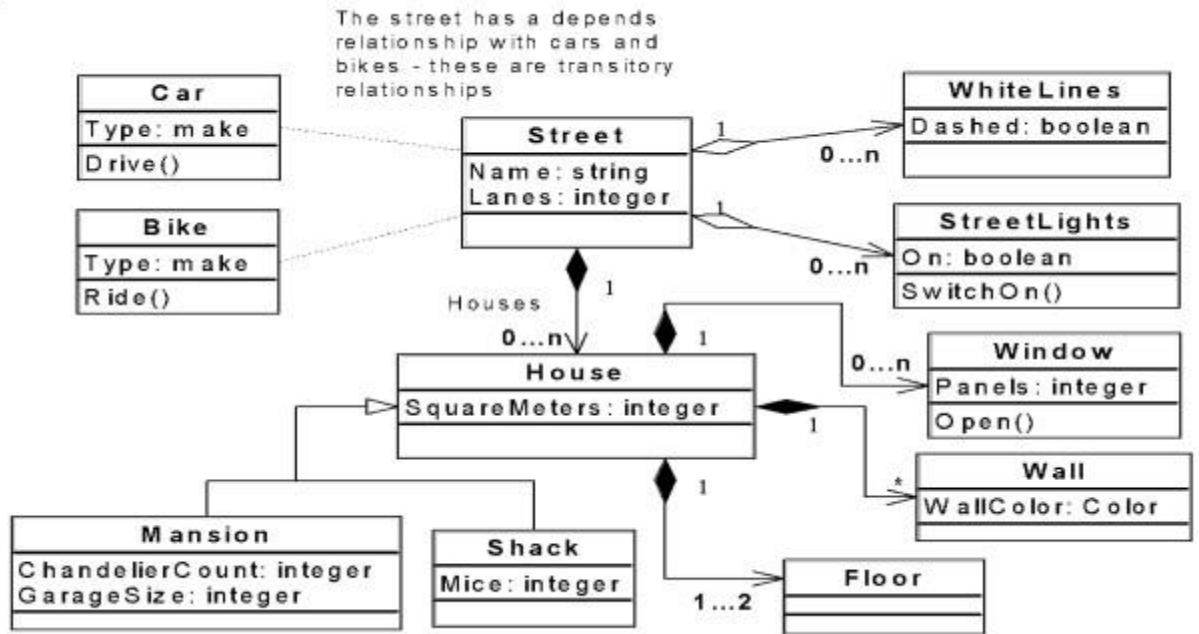 The street has a depends
relationship with cars and
bikes - these are transitory
relationships
Car
Type: make
Drive()
Bike
Type: make
Ride()
Street
Name: string
Lanes: integer
1
0...n
WhiteLines
Dashed: boolean
1
0...n
StreetLights
On: boolean
SwitchOn()
1
Houses
0...n
House
SquareMeters: integer
1
0...n
Window
Panels: integer
Open()
1
*
Wall
WallColor: Color
1
1...2
Floor
Mansion
ChandelierCount: integer
GarageSize: integer
Shack
Mice: integer